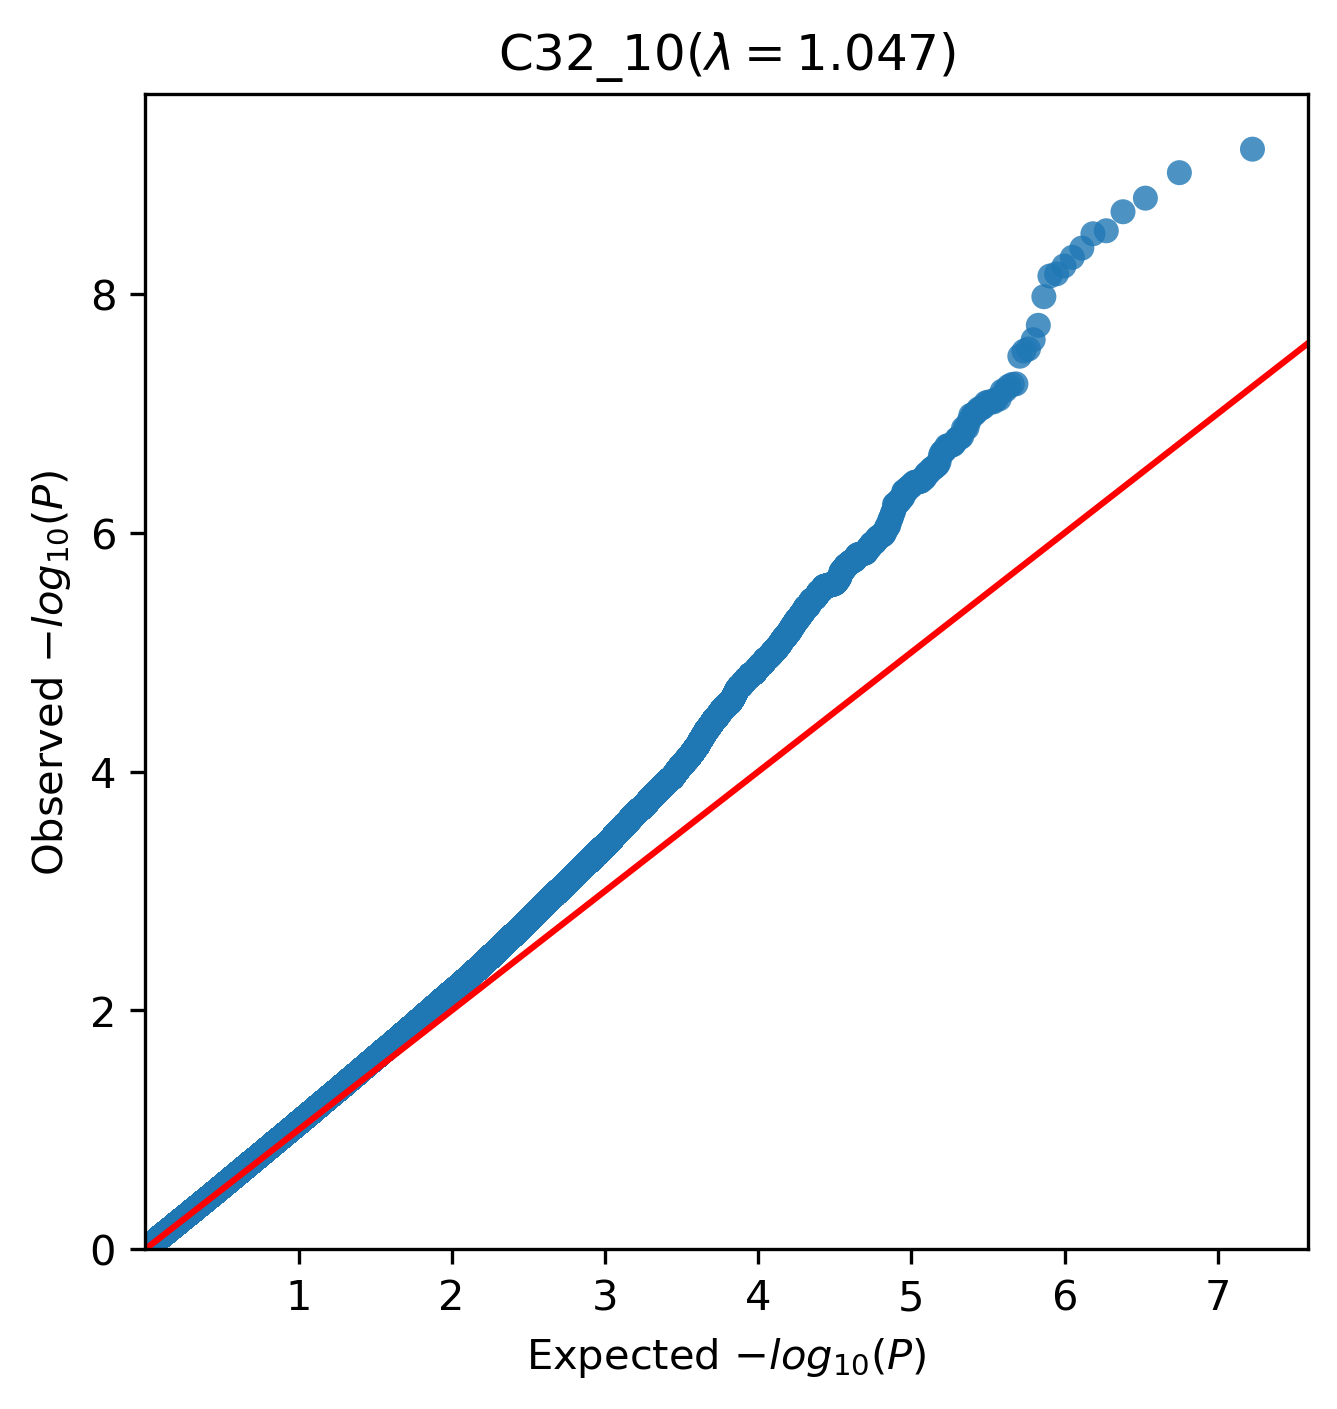 C32_10(λ = 1.047)
Observed −log₁₀(P)
8
6
4
2
0
1 2 3 4 5 6 7
Expected −log₁₀(P)